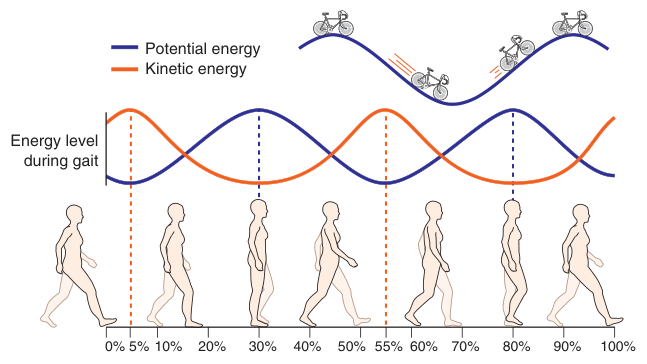 Potential energy
Kinetic energy
Energy level
during gait
0% 5% 10% 20% 30% 40% 50% 55% 60% 70% 80% 90% 100%